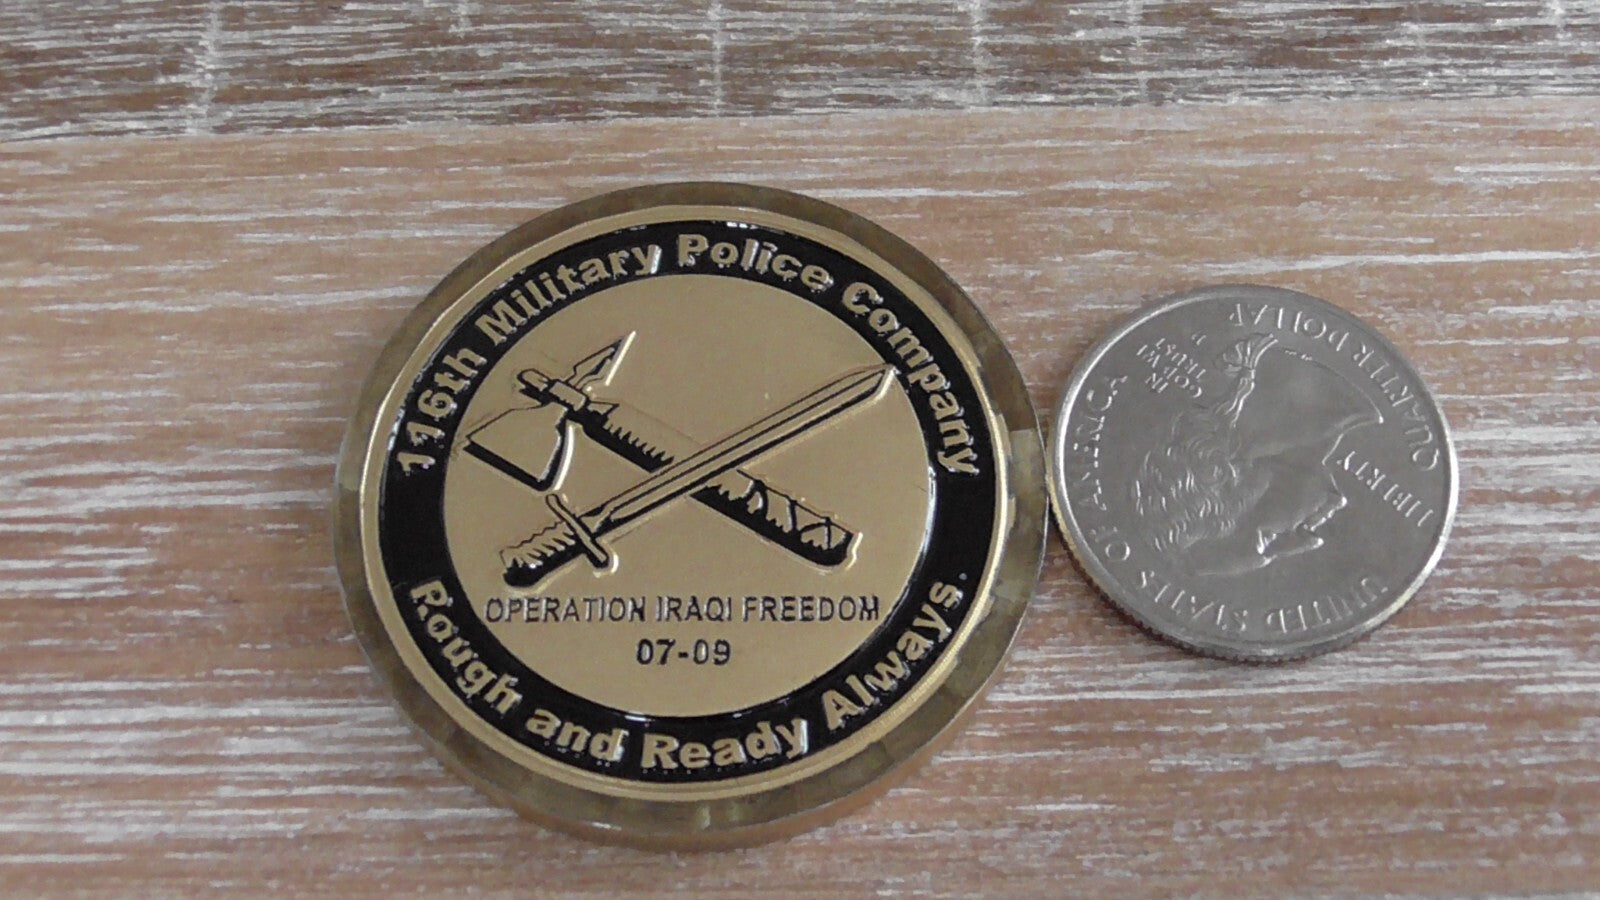 116th Military Police Company
OPERATION IRAQI FREEDOM
07-09
Rough and Ready Always.
UNITED STATES OF AMERICA
LIBERTY
IN
GOD WE
TRUST
P
QUARTER DOLLAR